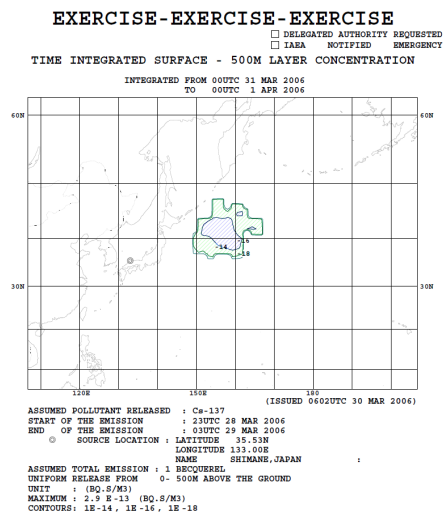 EXERCISE-EXERCISE-EXERCISE
DELEGATED AUTHORITY REQUESTED
IAEA NOTIFIED EMERGENCY
TIME INTEGRATED SURFACE - 500M LAYER CONCENTRATION
INTEGRATED FROM 00UTC 31 MAR 2006
TO 00UTC 1 APR 2006
60N 60N
-16
-14
-18
30N 30N
120E 150E 180
(ISSUED 0602UTC 30 MAR 2006)
ASSUMED POLLUTANT RELEASED : Cs-137
START OF THE EMISSION : 23UTC 28 MAR 2006
END OF THE EMISSION : 03UTC 29 MAR 2006
SOURCE LOCATION : LATITUDE 35.53N
LONGITUDE 133.00E
NAME SHIMANE,JAPAN :
ASSUMED TOTAL EMISSION : 1 BECQUEREL
UNIFORM RELEASE FROM 0- 500M ABOVE THE GROUND
UNIT : (BQ.S/M3)
MAXIMUM : 2.9 E-13 (BQ.S/M3)
CONTOURS: 1E-14, 1E-16, 1E-18